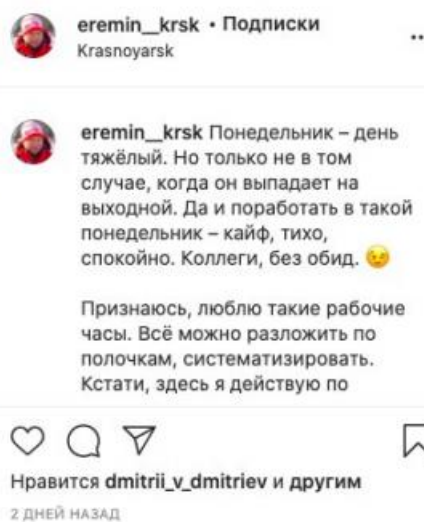 eremin__krsk • Подписки
Krasnoyarsk
eremin__krsk Понедельник – день
тяжёлый. Но только не в том
случае, когда он выпадает на
выходной. Да и поработать в такой
понедельник – кайф, тихо,
спокойно. Коллеги, без обид. 😉
Признаюсь, люблю такие рабочие
часы. Всё можно разложить по
полочкам, систематизировать.
Кстати, здесь я действую по
Нравится dmitrii_v_dmitriev и другим
2 ДНЕЙ НАЗАД